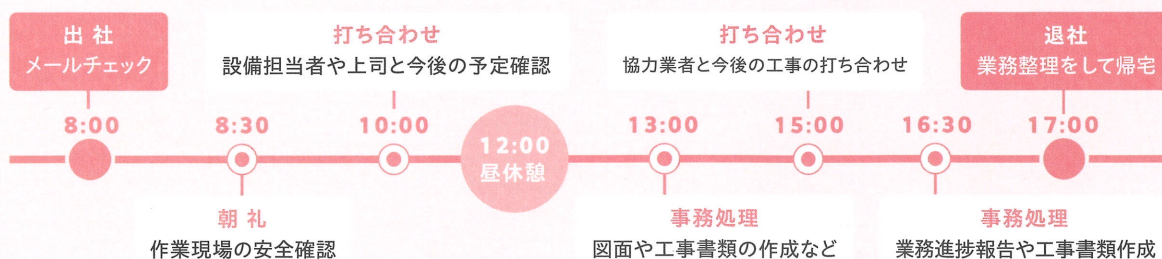 出社
メールチェック
8:00
8:30
朝礼
作業現場の安全確認
打ち合わせ
設備担当者や上司と今後の予定確認
10:00
12:00
昼休憩
13:00
事務処理
図面や工事書類の作成など
打ち合わせ
協力業者と今後の工事の打ち合わせ
15:00
16:30
事務処理
業務進捗報告や工事書類作成
退社
業務整理をして帰宅
17:00